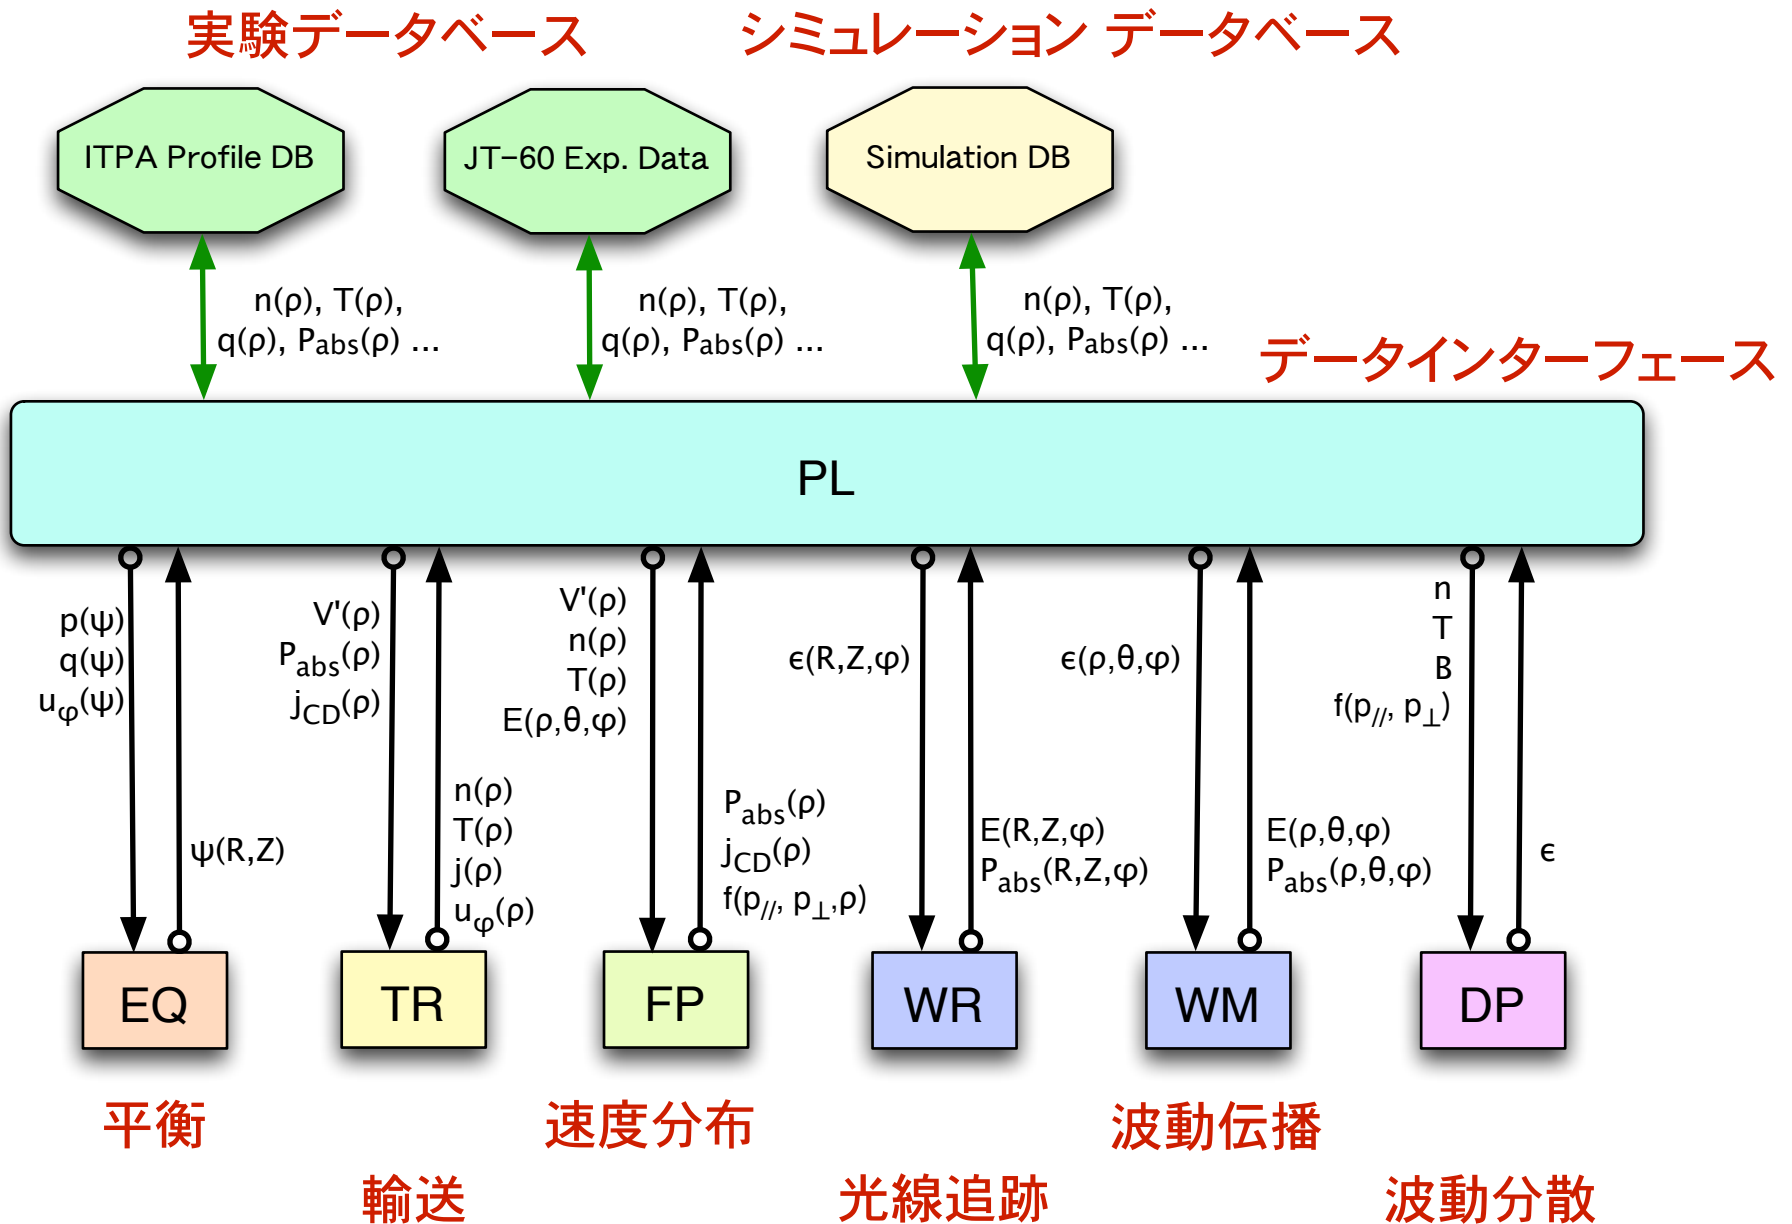 実験データベース
シミュレーション データベース
ITPA Profile DB
JT-60 Exp. Data
Simulation DB
n(ρ), T(ρ),
q(ρ), Pabs(ρ) ...
n(ρ), T(ρ),
q(ρ), Pabs(ρ) ...
n(ρ), T(ρ),
q(ρ), Pabs(ρ) ...
データインターフェース
PL
p(ψ)
q(ψ)
uφ(ψ)
ψ(R,Z)
V'(ρ)
Pabs(ρ)
jCD(ρ)
n(ρ)
T(ρ)
j(ρ)
uφ(ρ)
V'(ρ)
n(ρ)
T(ρ)
E(ρ,θ,φ)
Pabs(ρ)
jCD(ρ)
f(p//, p⊥,ρ)
ϵ(R,Z,φ)
E(R,Z,φ)
Pabs(R,Z,φ)
ϵ(ρ,θ,φ)
E(ρ,θ,φ)
Pabs(ρ,θ,φ)
n
T
B
f(p//, p⊥)
ϵ
EQ
TR
FP
WR
WM
DP
平衡
輸送
速度分布
光線追跡
波動伝播
波動分散